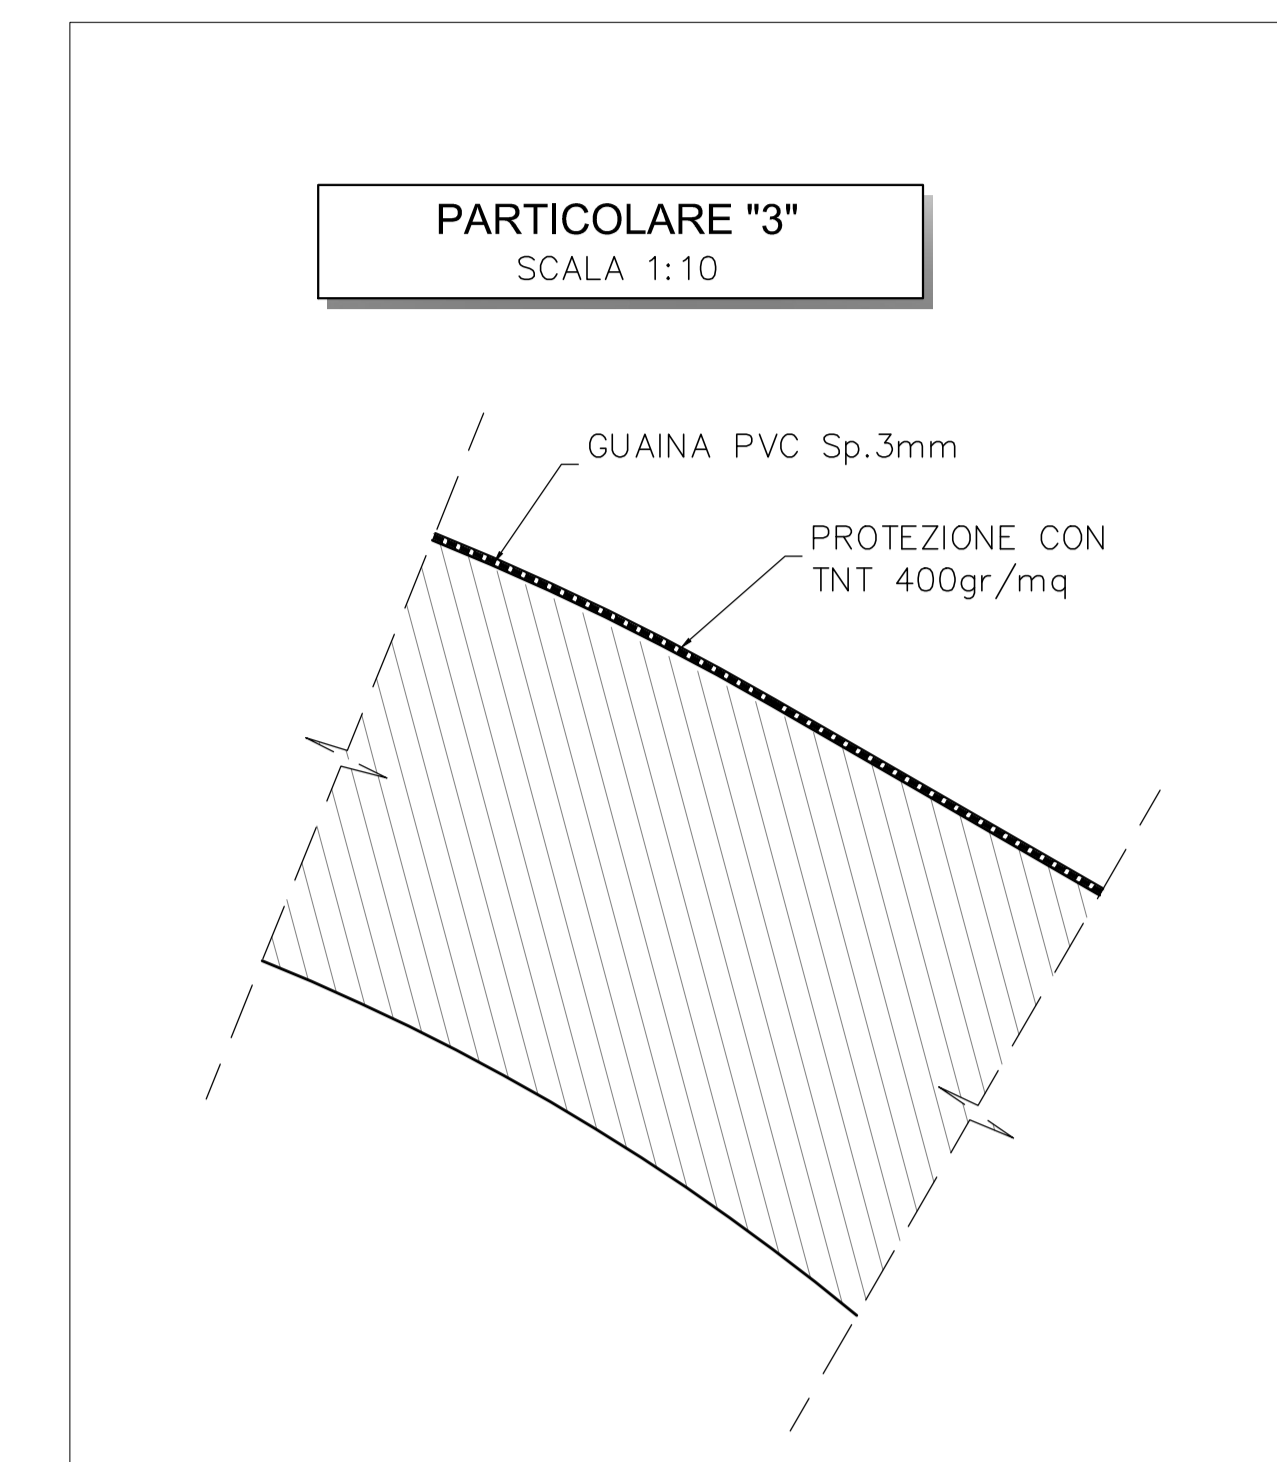 PARTICOLARE "3"
SCALA 1:10
GUAINA PVC Sp.3mm
PROTEZIONE CON
TNT 400gr/mq